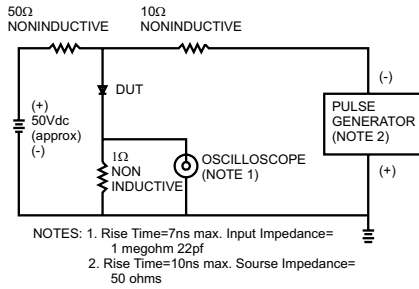 50Ω
NONINDUCTIVE
10Ω
NONINDUCTIVE
DUT
(+)
50Vdc
(approx)
(-)
1Ω
NON
INDUCTIVE
OSCILLOSCOPE
(NOTE 1)
(-)
PULSE
GENERATOR
(NOTE 2)
(+)
NOTES: 1. Rise Time=7ns max. Input Impedance=
1 megohm 22pf
2. Rise Time=10ns max. Sourse Impedance=
50 ohms